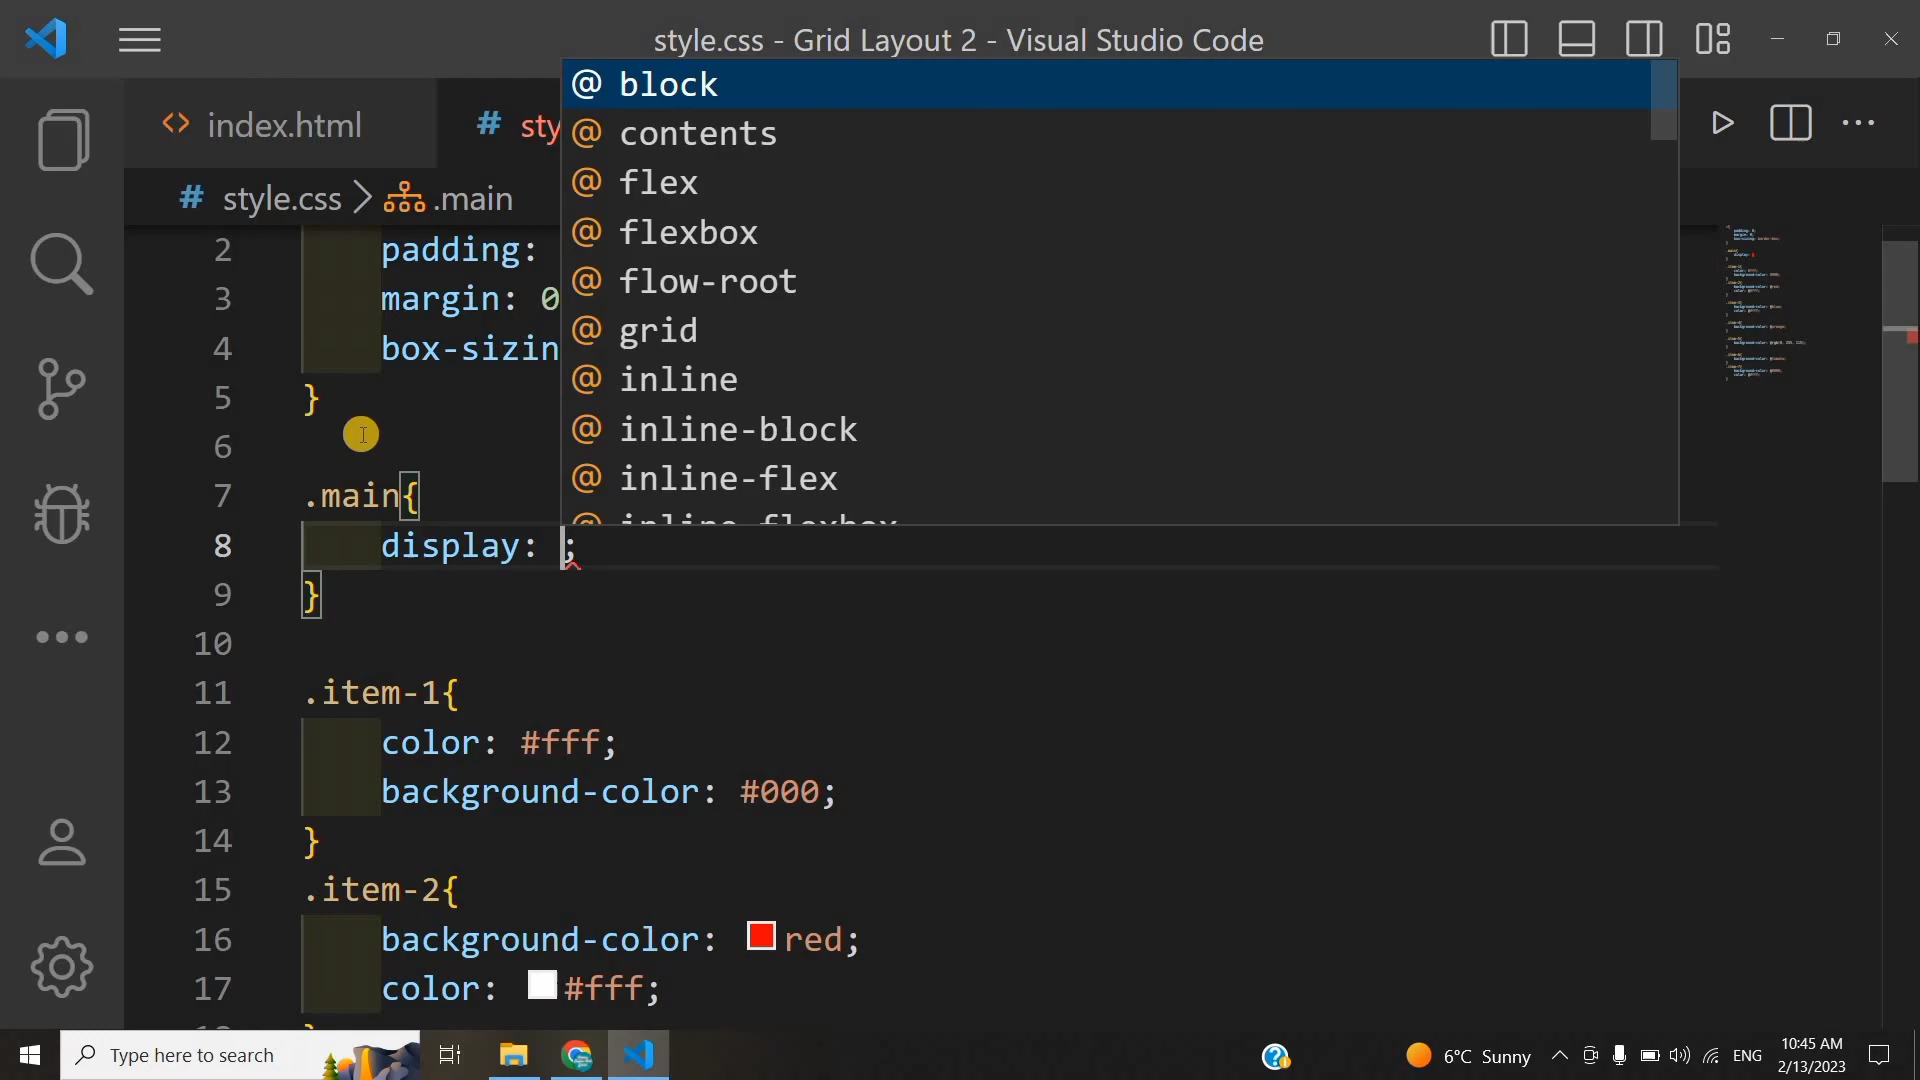 style.css - Grid Layout 2 - Visual Studio Code
index.html
# sty
# style.css > .main
@ block
@ contents
@ flex
@ flexbox
@ flow-root
@ grid
@ inline
@ inline-block
@ inline-flex
@ inline-flexbox
2 padding:
3 margin: 0
4 box-sizin
5 }
6
7 .main{
8 display: ;
9 }
10
11 .item-1{
12 color: #fff;
13 background-color: #000;
14 }
15 .item-2{
16 background-color: red;
17 color: #fff;
Type here to search
6°C Sunny
ENG
10:45 AM
2/13/2023